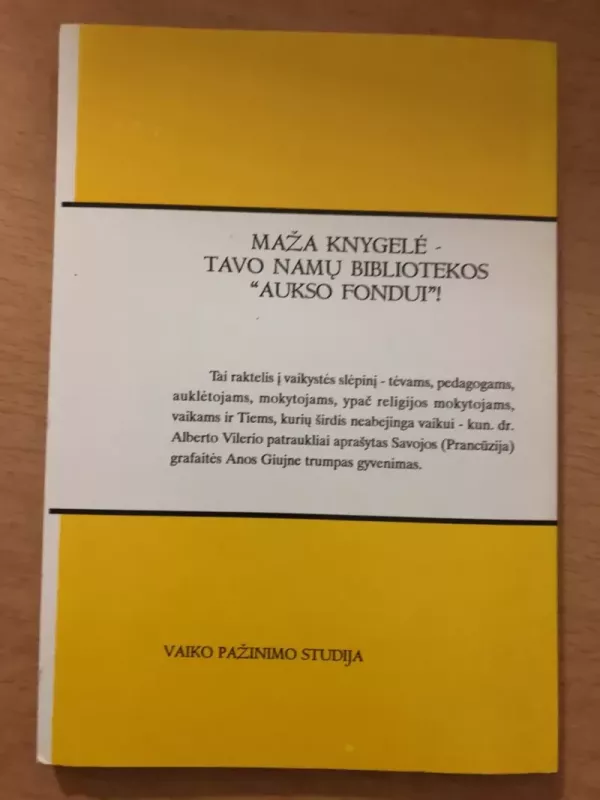 MAŽA KNYGELĖ -
TAVO NAMŲ BIBLIOTEKOS
"AUKSO FONDUI"!
Tai raktelis į vaikystės slėpinį - tėvams, pedagogams,
auklėtojams, mokytojams, ypač religijos mokytojams,
vaikams ir Tiems, kurių širdis neabejinga vaikui - kun. dr.
Alberto Vilerio patraukliai aprašytas Savojos (Prancūzija)
grafaitės Anos Giujne trumpas gyvenimas.
VAIKO PAŽINIMO STUDIJA